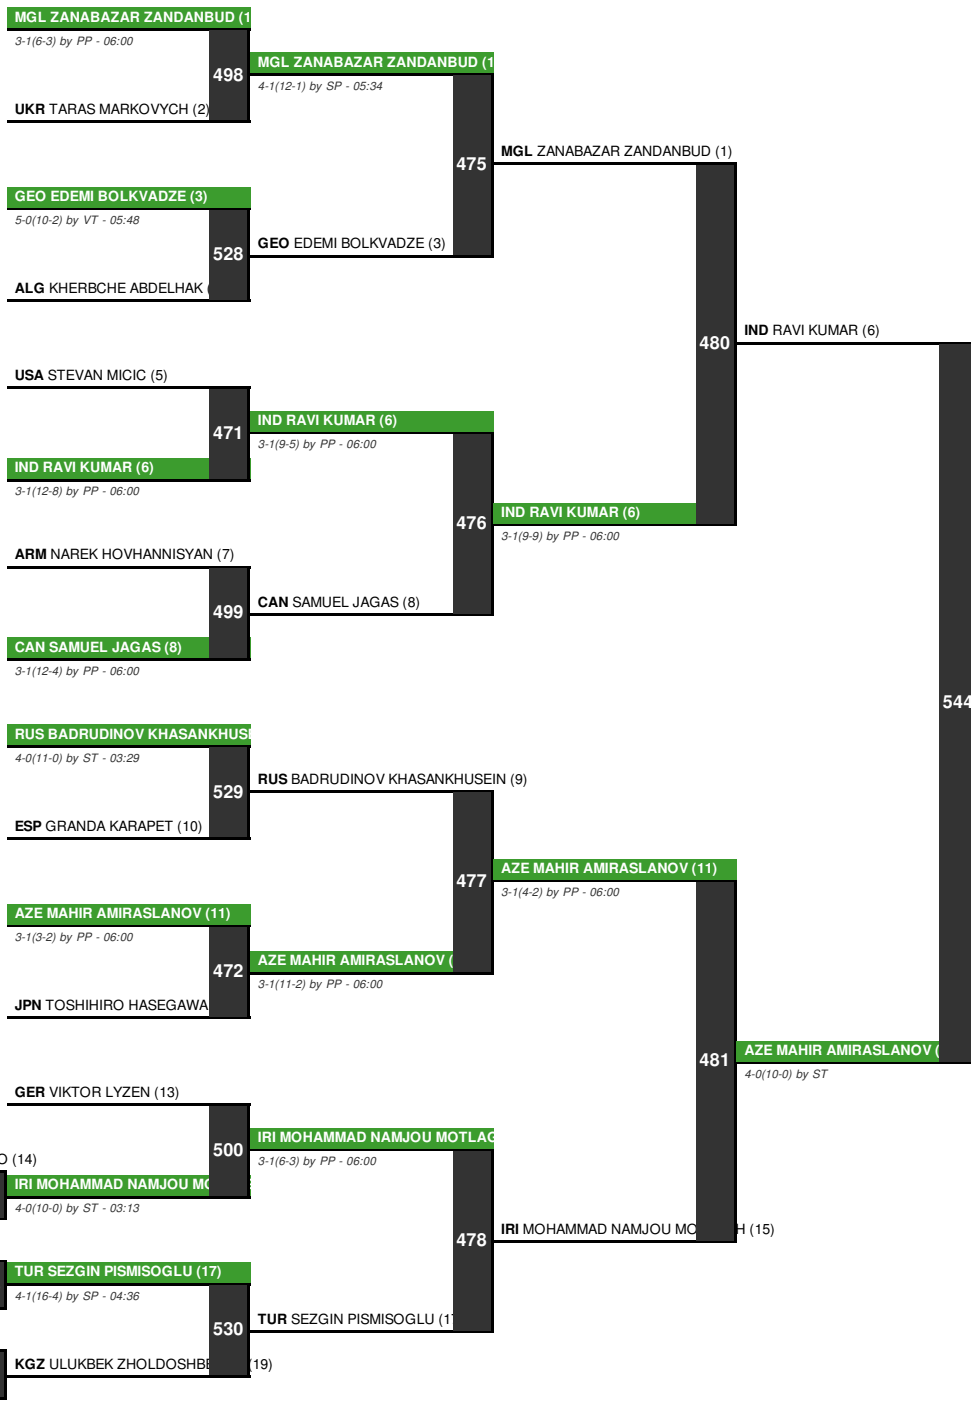 MGL ZANABAZAR ZANDANBUD (1
3-1(6-3) by PP - 06:00
498
UKR TARAS MARKOVYCH (2)
MGL ZANABAZAR ZANDANBUD (1
4-1(12-1) by SP - 05:34
475
GEO EDEMI BOLKVADZE (3)
5-0(10-2) by VT - 05:48
528
ALG KHERBCHE ABDELHAK (
GEO EDEMI BOLKVADZE (3)
MGL ZANABAZAR ZANDANBUD (1)
480
USA STEVAN MICIC (5)
471
IND RAVI KUMAR (6)
3-1(12-8) by PP - 06:00
IND RAVI KUMAR (6)
3-1(9-5) by PP - 06:00
476
ARM NAREK HOVHANNISYAN (7)
499
CAN SAMUEL JAGAS (8)
3-1(12-4) by PP - 06:00
CAN SAMUEL JAGAS (8)
IND RAVI KUMAR (6)
3-1(9-9) by PP - 06:00
IND RAVI KUMAR (6)
544
RUS BADRUDINOV KHASANKHUS
4-0(11-0) by ST - 03:29
529
ESP GRANDA KARAPET (10)
RUS BADRUDINOV KHASANKHUSEIN (9)
477
AZE MAHIR AMIRASLANOV (11)
3-1(3-2) by PP - 06:00
472
JPN TOSHIHIRO HASEGAWA
AZE MAHIR AMIRASLANOV (
3-1(11-2) by PP - 06:00
AZE MAHIR AMIRASLANOV (11)
3-1(4-2) by PP - 06:00
481
GER VIKTOR LYZEN (13)
500
O (14)
IRI MOHAMMAD NAMJOU MO
4-0(10-0) by ST - 03:13
IRI MOHAMMAD NAMJOU MOTLAG
3-1(6-3) by PP - 06:00
478
TUR SEZGIN PISMISOGLU (17)
4-1(16-4) by SP - 04:36
530
KGZ ULUKBEK ZHOLDOSHBE (19)
TUR SEZGIN PISMISOGLU (17
IRI MOHAMMAD NAMJOU MO H (15)
AZE MAHIR AMIRASLANOV (
4-0(10-0) by ST